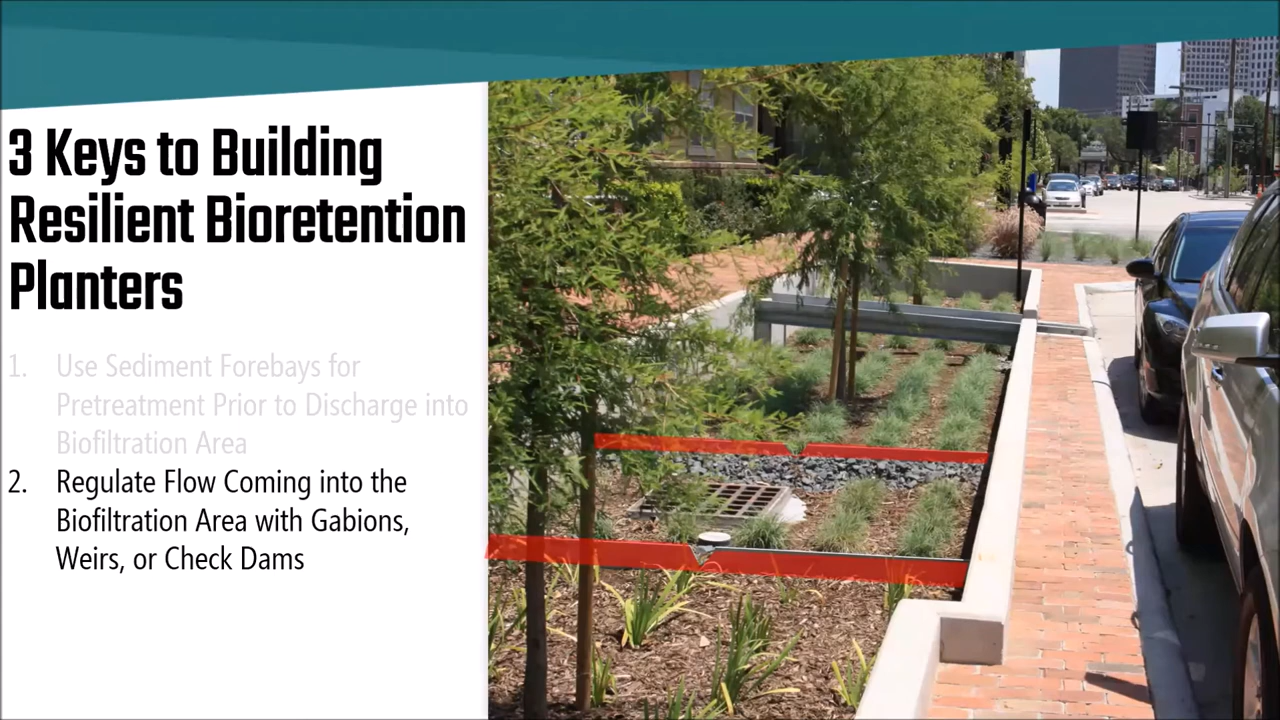 3 Keys to Building
Resilient Bioretention
Planters
1. Use Sediment Forebays for
Pretreatment Prior to Discharge into
Biofiltration Area
2. Regulate Flow Coming into the
Biofiltration Area with Gabions,
Weirs, or Check Dams